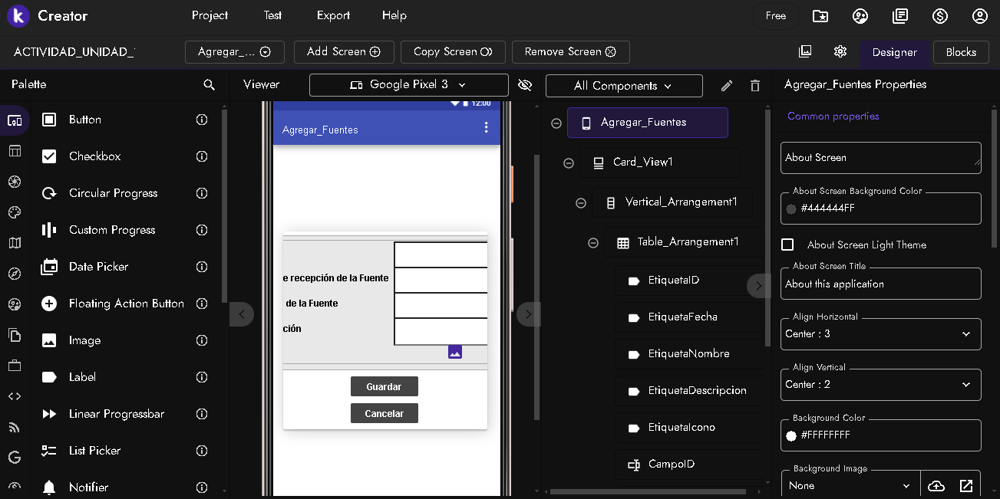 Creator
Project
Test
Export
Help
Free
ACTIVIDAD_UNIDAD_
Agregar_...
Add Screen
Copy Screen
Remove Screen
Designer
Blocks
Palette
Button
Checkbox
Circular Progress
Custom Progress
Date Picker
Floating Action Button
Image
Label
Linear Progressbar
List Picker
Notifier
Viewer
Google Pixel 3
12:00
Agregar_Fuentes
e recepción de la Fuente
de la Fuente
ción
Guardar
Cancelar
All Components
Agregar_Fuentes
Card_View1
Vertical_Arrangement1
Table_Arrangement1
EtiquetaID
EtiquetaFecha
EtiquetaNombre
EtiquetaDescripcion
EtiquetaIcono
CampoID
Agregar_Fuentes Properties
Common properties
About Screen
About Screen Background Color
#444444FF
About Screen Light Theme
About Screen Title
About this application
Align Horizontal
Center : 3
Align Vertical
Center : 2
Background Color
#FFFFFFFF
Background Image
None